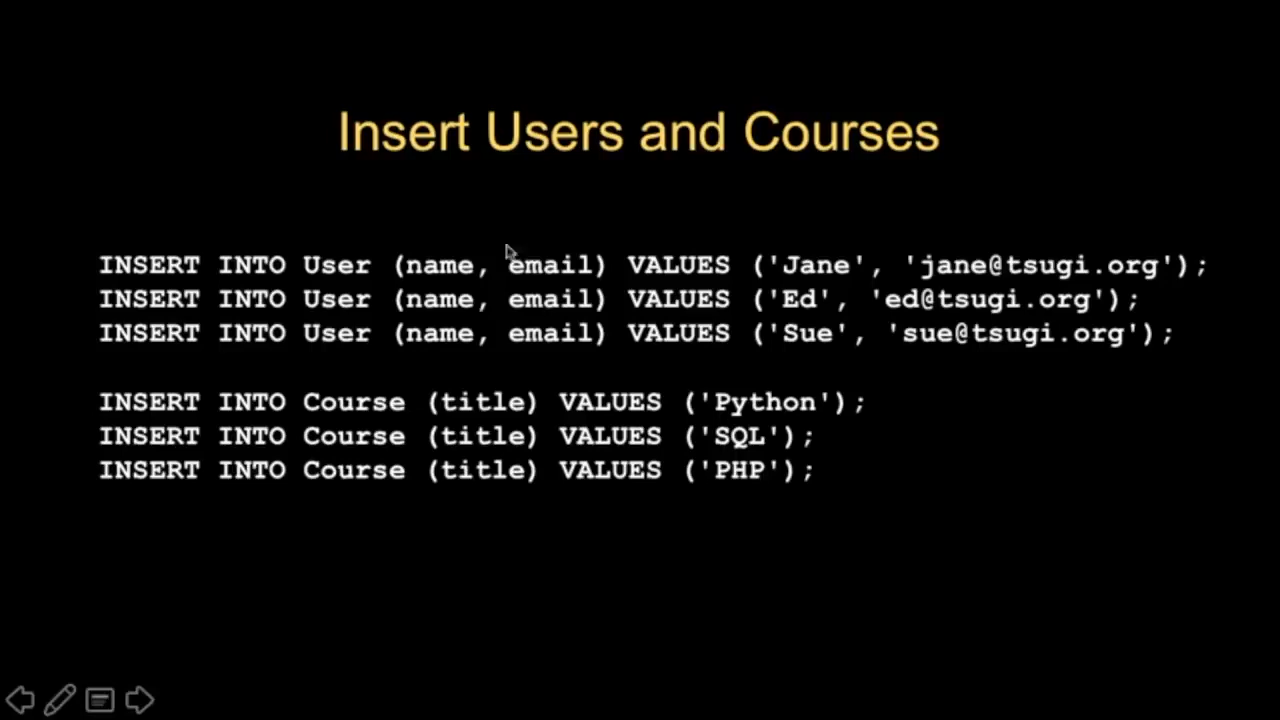 Insert Users and Courses
INSERT INTO User (name, email) VALUES ('Jane', 'jane@tsugi.org');
INSERT INTO User (name, email) VALUES ('Ed', 'ed@tsugi.org');
INSERT INTO User (name, email) VALUES ('Sue', 'sue@tsugi.org');
INSERT INTO Course (title) VALUES ('Python');
INSERT INTO Course (title) VALUES ('SQL');
INSERT INTO Course (title) VALUES ('PHP');